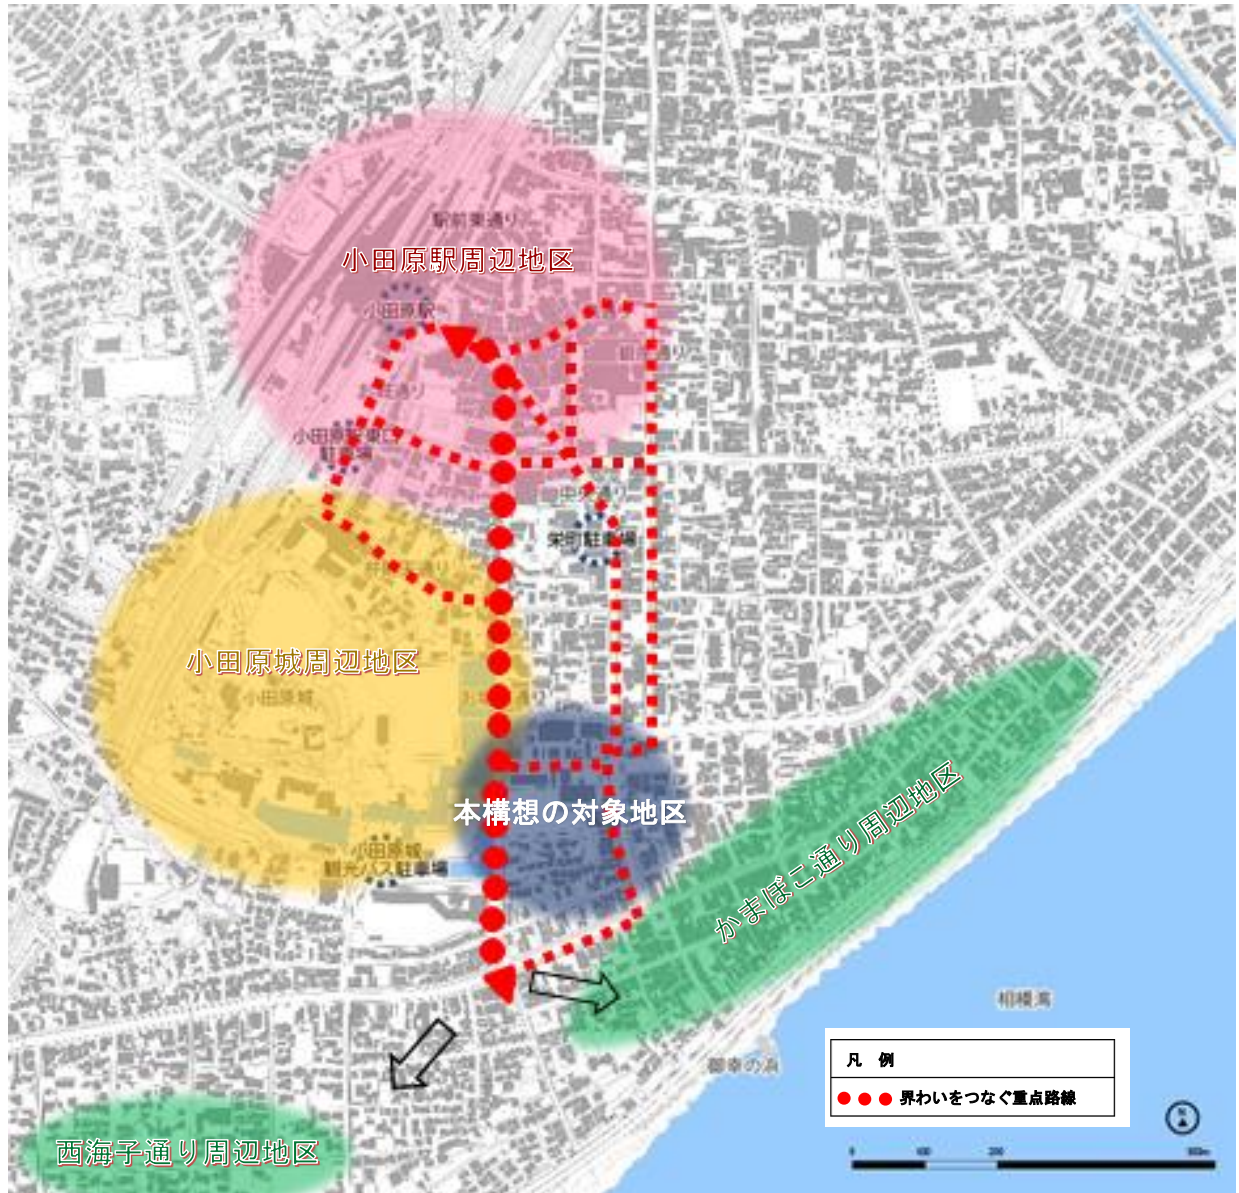 駅前東通り
小田原駅周辺地区
小田原駅
小田原駅東口
駐車場
中央通り
栄町駐車場
小田原城周辺地区
小田原城
本構想の対象地区
小田原城
観光バス駐車場
かまぼこ通り周辺地区
相模湾
御幸の浜
凡 例
界わいをつなぐ重点路線
西海子通り周辺地区
N